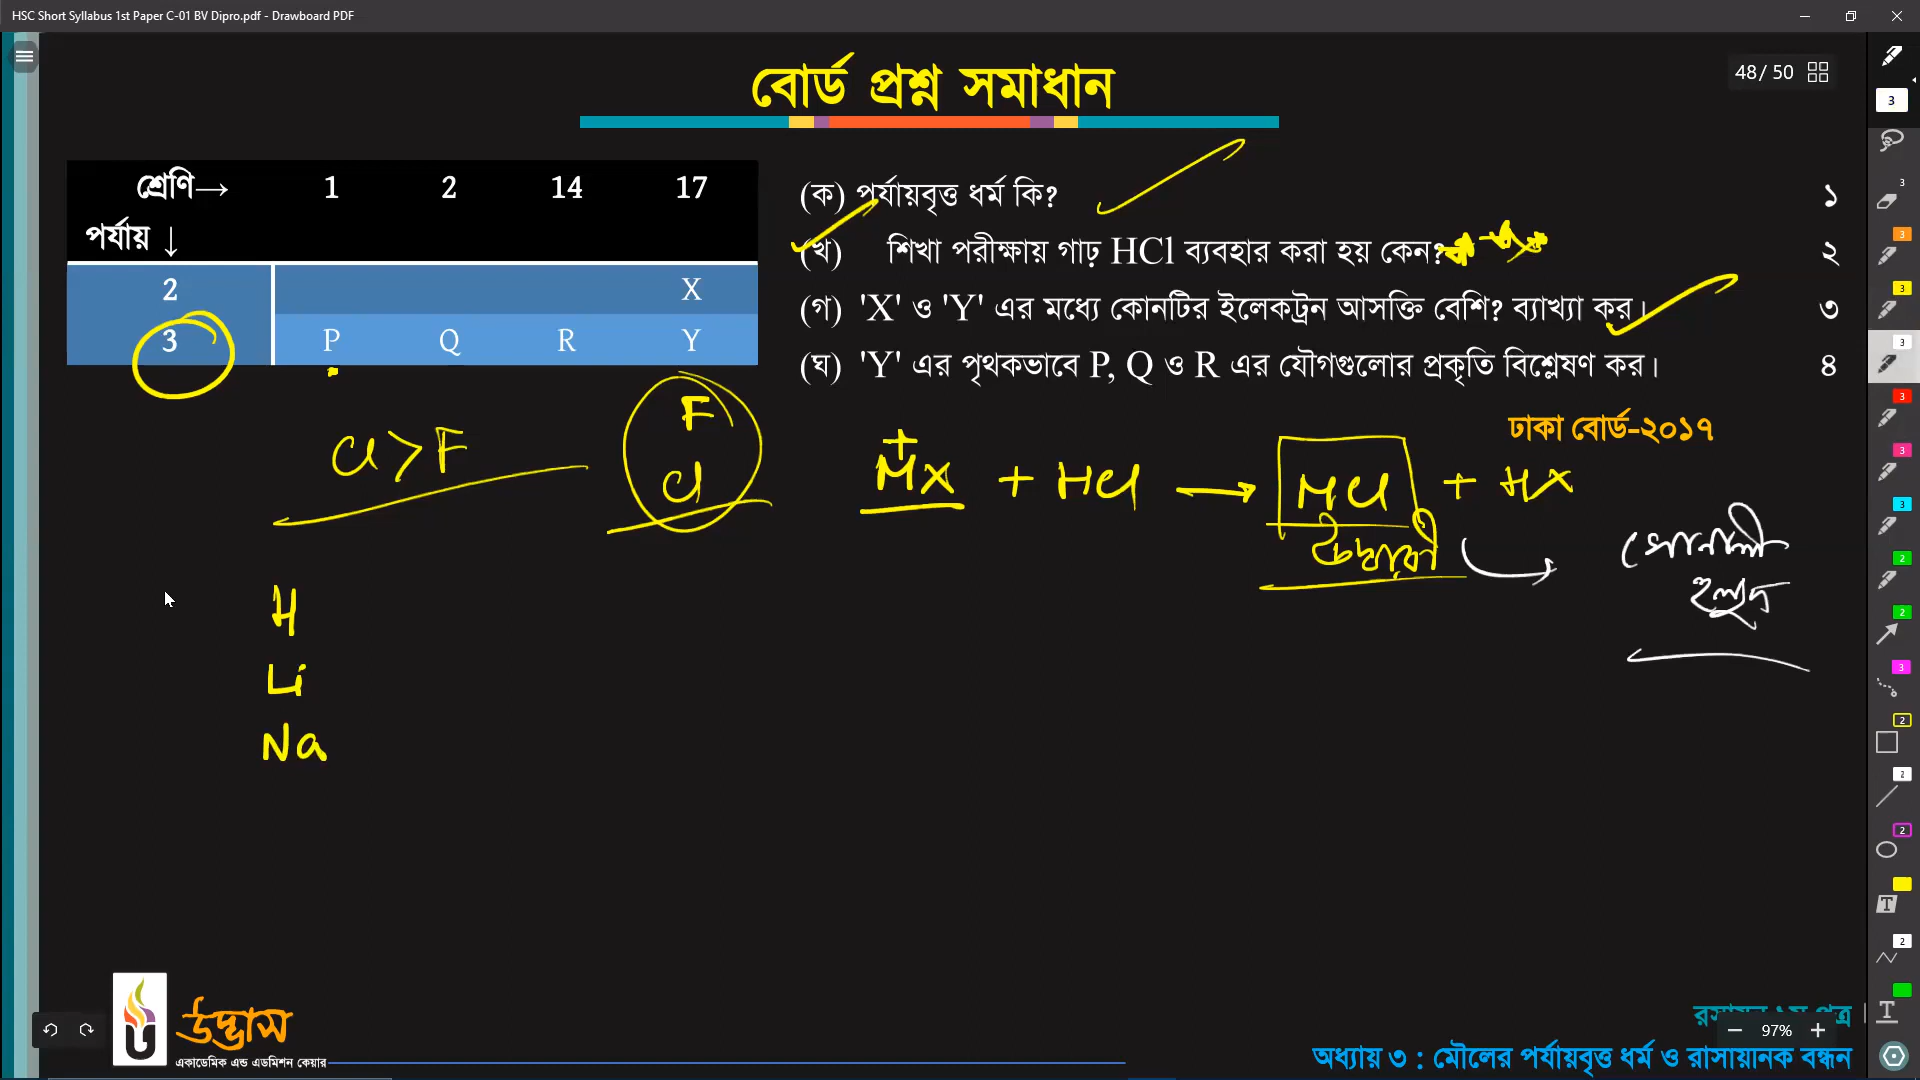 HSC Short Syllabus 1st Paper C-01 BV Dipro.pdf - Drawboard PDF
বোর্ড প্রশ্ন সমাধান
48/ 50
শ্রেণি→ 1 2 14 17
পর্যায় ↓
2 X
3 P Q R Y
(ক) পর্যায়বৃত্ত ধর্ম কি? ১
(খ) শিখা পরীক্ষায় গাঢ় HCl ব্যবহার করা হয় কেন? ২
(গ) 'X' ও 'Y' এর মধ্যে কোনটির ইলেকট্রন আসক্তি বেশি? ব্যাখ্যা কর। ৩
(ঘ) 'Y' এর পৃথকভাবে P, Q ও R এর যৌগগুলোর প্রকৃতি বিশ্লেষণ কর। ৪
ঢাকা বোর্ড-২০১৭
Cl > F
F
Cl
MX + HCl → MCl + HX
উদ্বায়ী
সোনালী
হলুদ
H
Li
Na
উদ্ভাস
একাডেমিক এন্ড এডমিশন কেয়ার
97%
অধ্যায় ৩ : মৌলের পর্যায়বৃত্ত ধর্ম ও রাসায়নিক বন্ধন